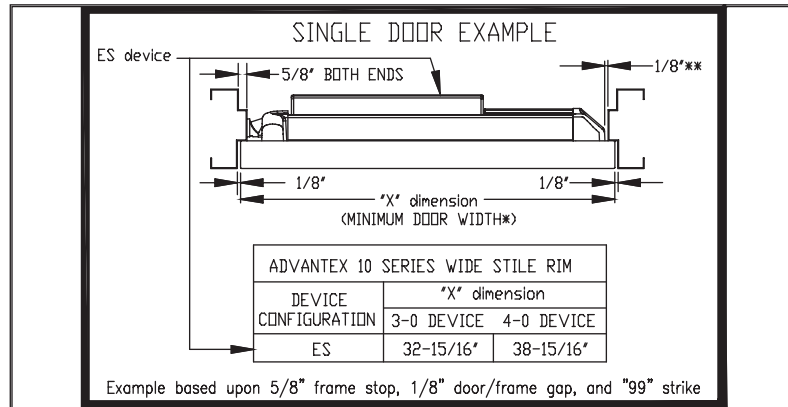 SINGLE DOOR EXAMPLE
ES device
5/8" BOTH ENDS
1/8"**
1/8"
1/8"
"X" dimension
(MINIMUM DOOR WIDTH*)
ADVANTEX 10 SERIES WIDE STILE RIM
DEVICE CONFIGURATION
"X" dimension
3-0 DEVICE 4-0 DEVICE
ES 32-15/16" 38-15/16"
Example based upon 5/8" frame stop, 1/8" door/frame gap, and "99" strike